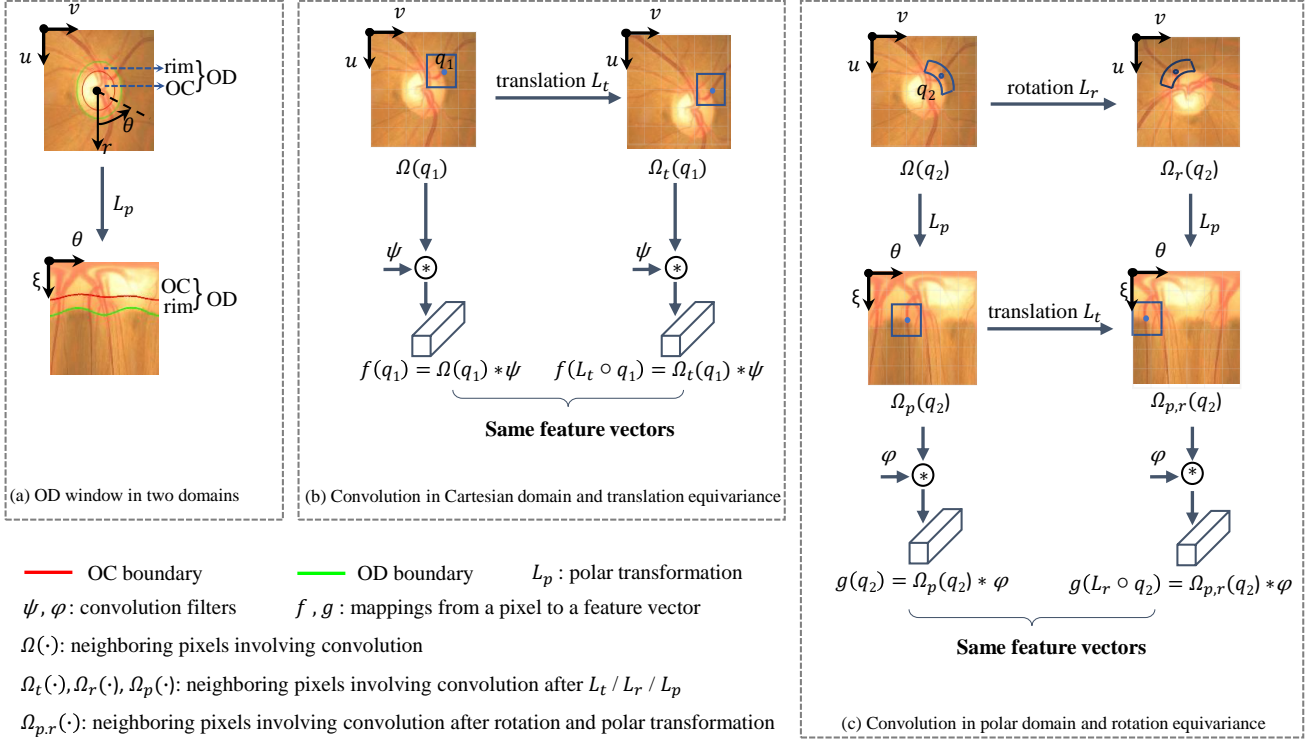 v
u
rim
OC
OD
θ
r
L_p
θ
ξ
OC
rim
OD
(a) OD window in two domains
v
u
q_1
translation L_t
v
u
Ω(q_1)
Ω_t(q_1)
ψ
*
ψ
*
f(q_1) = Ω(q_1) * ψ
f(L_t ∘ q_1) = Ω_t(q_1) * ψ
Same feature vectors
(b) Convolution in Cartesian domain and translation equivariance
v
u
q_2
rotation L_r
v
u
Ω(q_2)
Ω_r(q_2)
L_p
L_p
θ
ξ
translation L_t
θ
ξ
Ω_p(q_2)
Ω_{p,r}(q_2)
φ
*
φ
*
g(q_2) = Ω_p(q_2) * φ
g(L_r ∘ q_2) = Ω_{p,r}(q_2) * φ
Same feature vectors
(c) Convolution in polar domain and rotation equivariance
OC boundary
OD boundary
L_p : polar transformation
ψ, φ : convolution filters
f , g : mappings from a pixel to a feature vector
Ω(·): neighboring pixels involving convolution
Ω_t(·), Ω_r(·), Ω_p(·): neighboring pixels involving convolution after L_t / L_r / L_p
Ω_{p.r}(·): neighboring pixels involving convolution after rotation and polar transformation